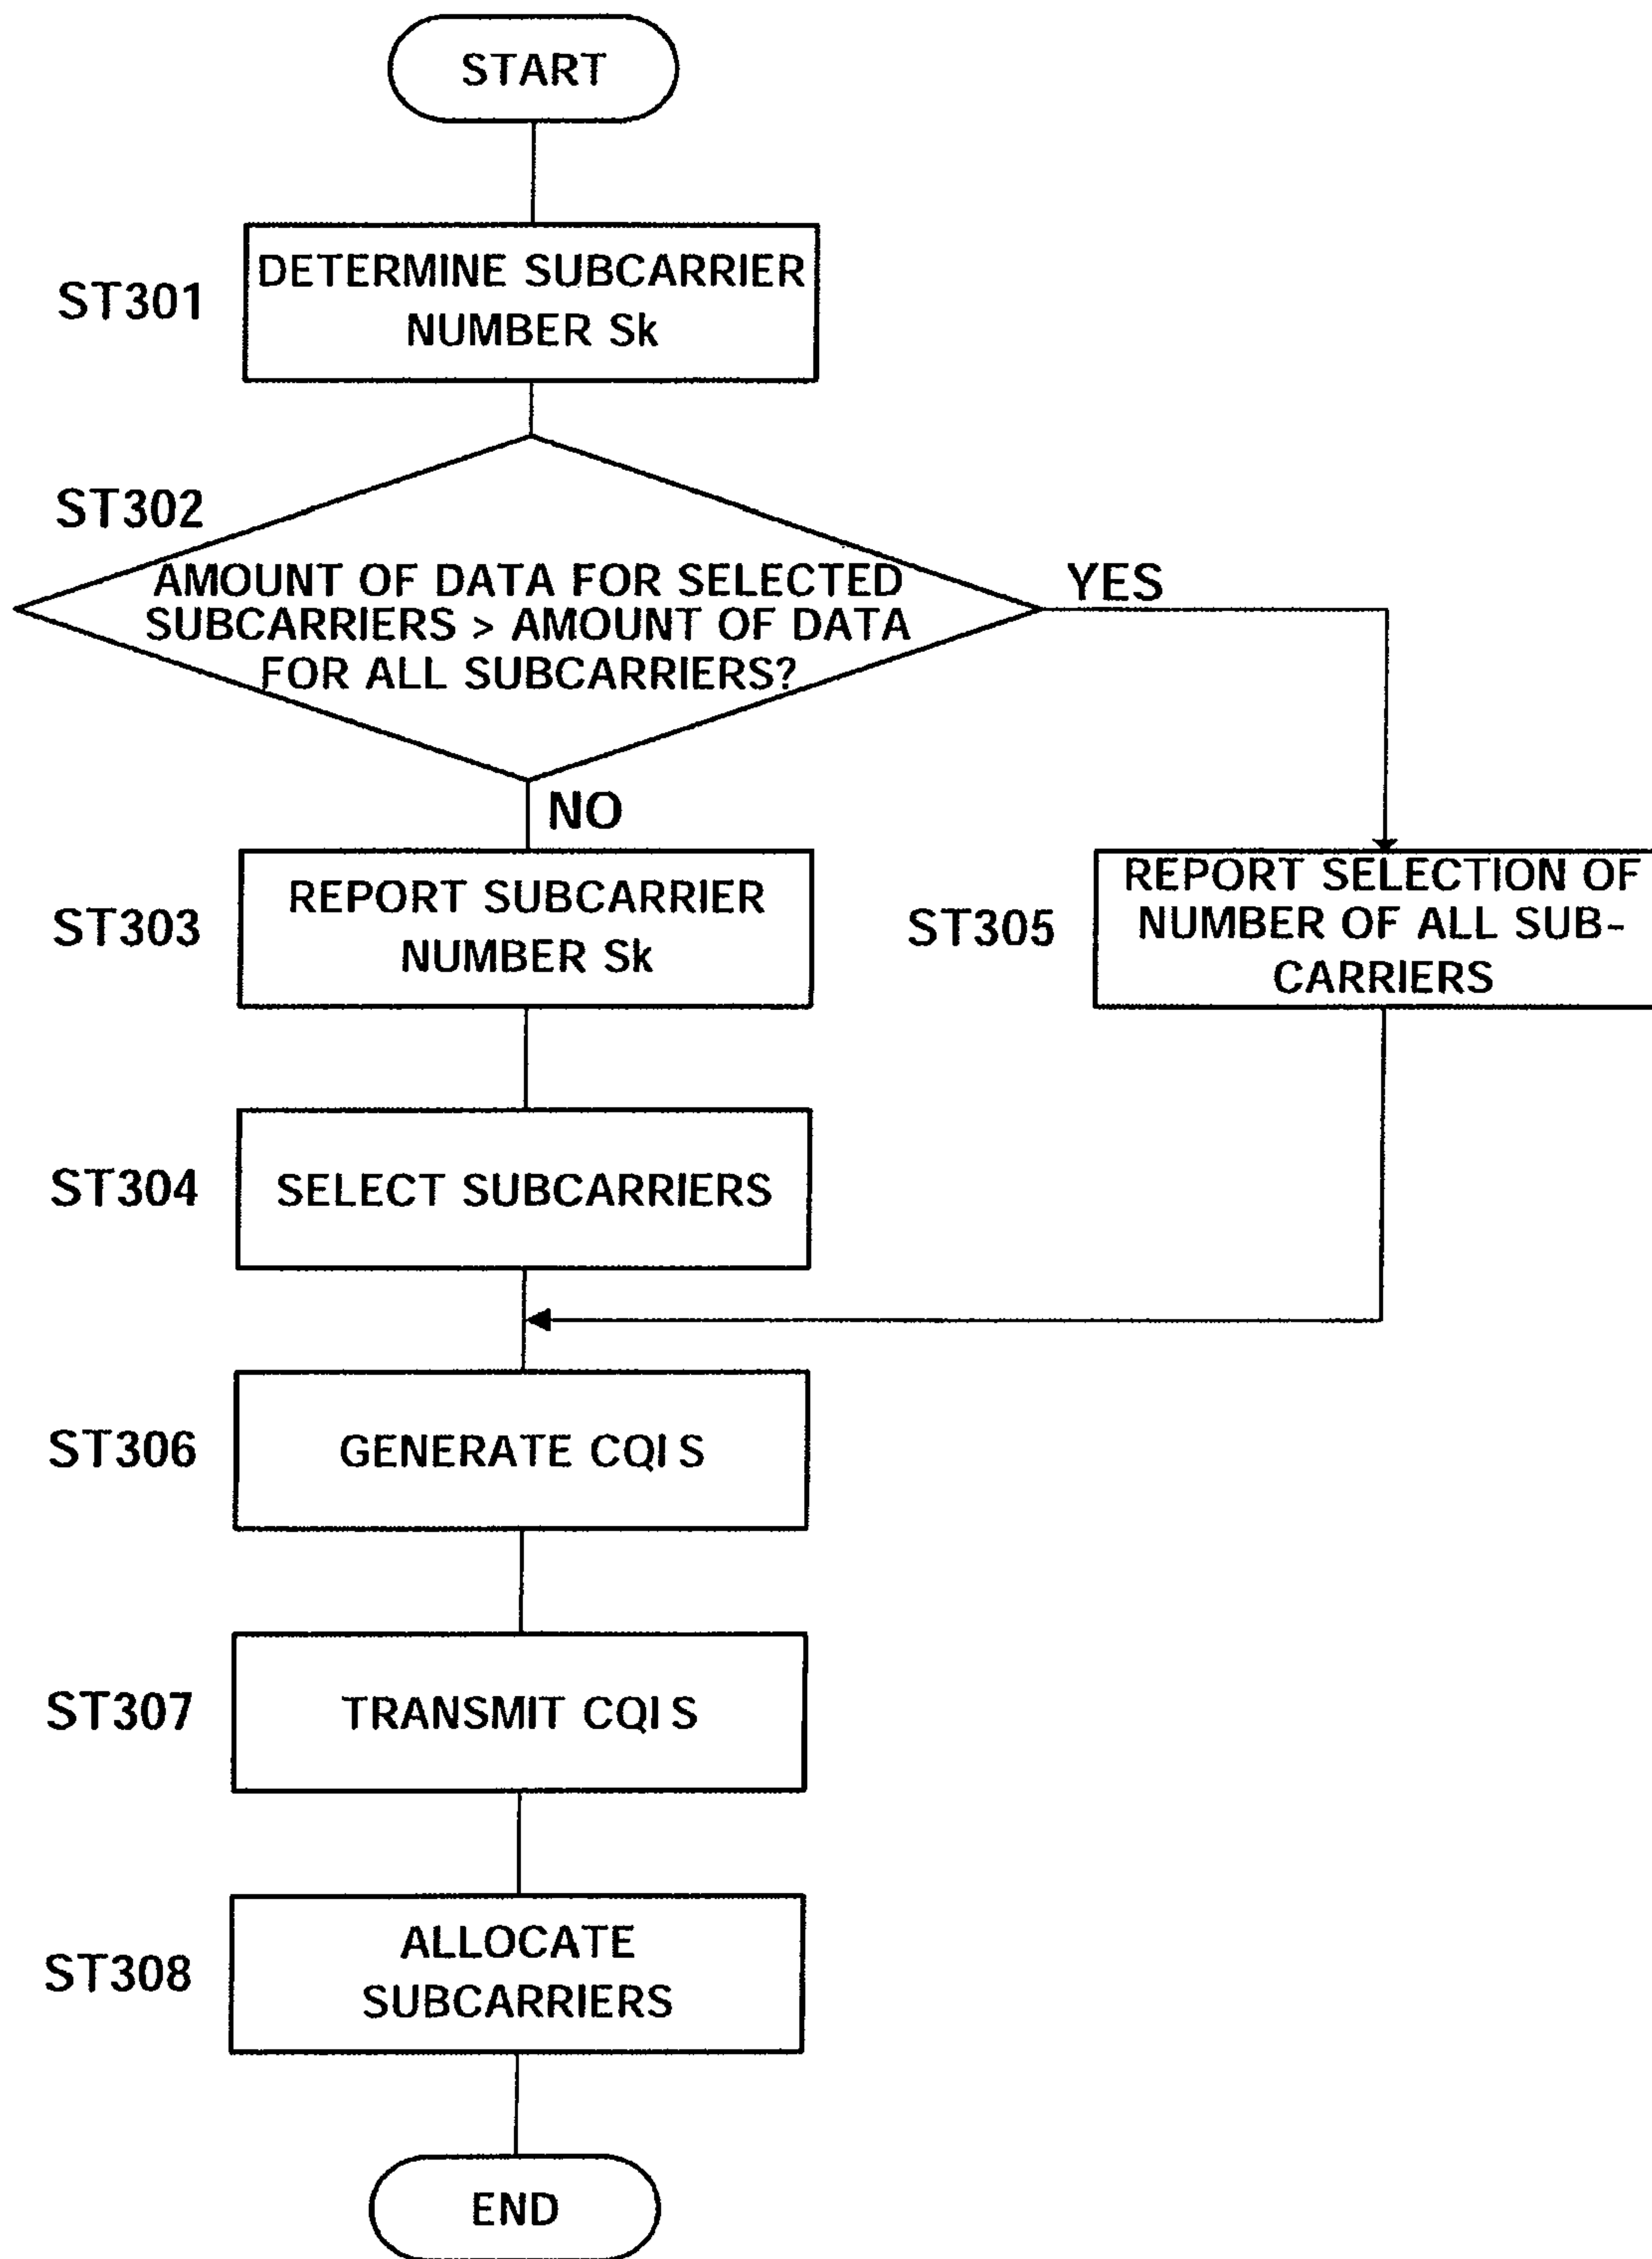 START
ST301
DETERMINE SUBCARRIER
NUMBER Sk
ST302
AMOUNT OF DATA FOR SELECTED
SUBCARRIERS > AMOUNT OF DATA
FOR ALL SUBCARRIERS?
YES
NO
ST303
REPORT SUBCARRIER
NUMBER Sk
ST305
REPORT SELECTION OF
NUMBER OF ALL SUB-
CARRIERS
ST304
SELECT SUBCARRIERS
ST306
GENERATE CQI S
ST307
TRANSMIT CQI S
ST308
ALLOCATE
SUBCARRIERS
END